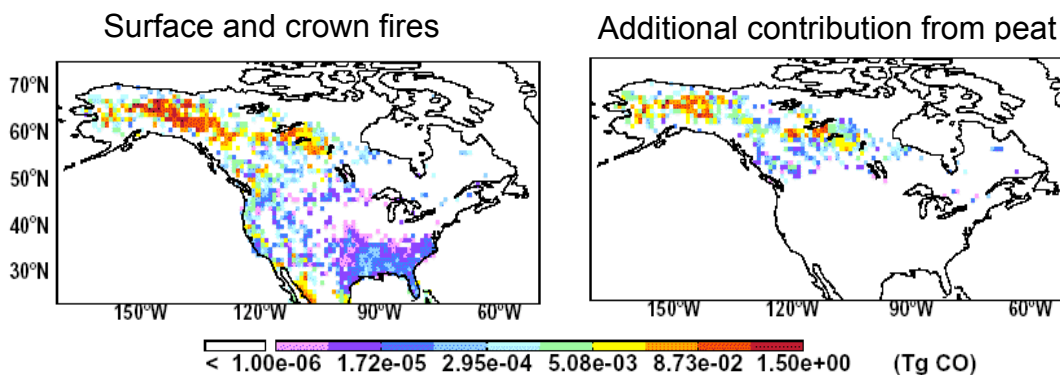 Surface and crown fires
Additional contribution from peat
70°N
60°N
50°N
40°N
30°N
150°W 120°W 90°W 60°W
150°W 120°W 90°W 60°W
< 1.00e-06 1.72e-05 2.95e-04 5.08e-03 8.73e-02 1.50e+00 (Tg CO)